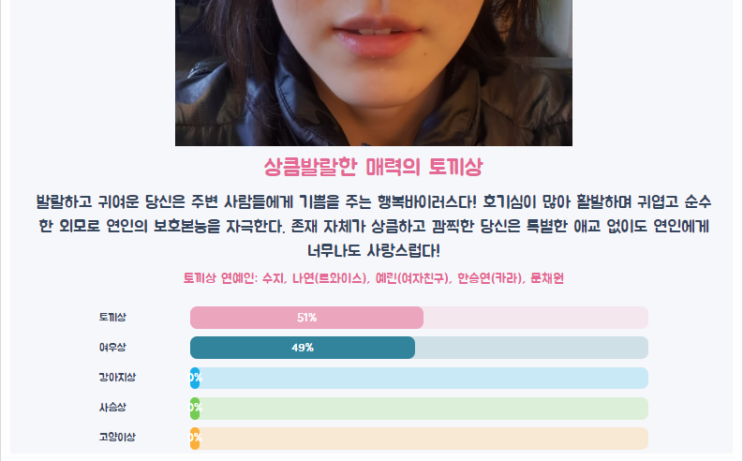 상큼발랄한 매력의 토끼상
발랄하고 귀여운 당신은 주변 사람들에게 기쁨을 주는 행복바이러스다! 호기심이 많아 활발하며 귀엽고 순수
한 외모로 연인의 보호본능을 자극한다. 존재 자체가 상큼하고 깜찍한 당신은 특별한 애교 없이도 연인에게
너무나도 사랑스럽다!
토끼상 연예인: 수지, 나연(트와이스), 예린(여자친구), 한승연(카라), 문채원
토끼상 51%
여우상 49%
강아지상 0%
사슴상 0%
고양이상 0%